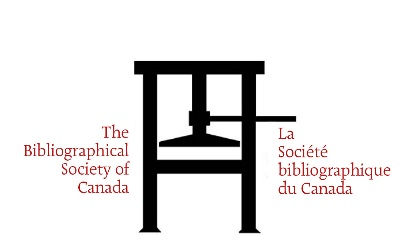 The
Bibliographical
Society of
Canada
La
Société
bibliographique
du Canada